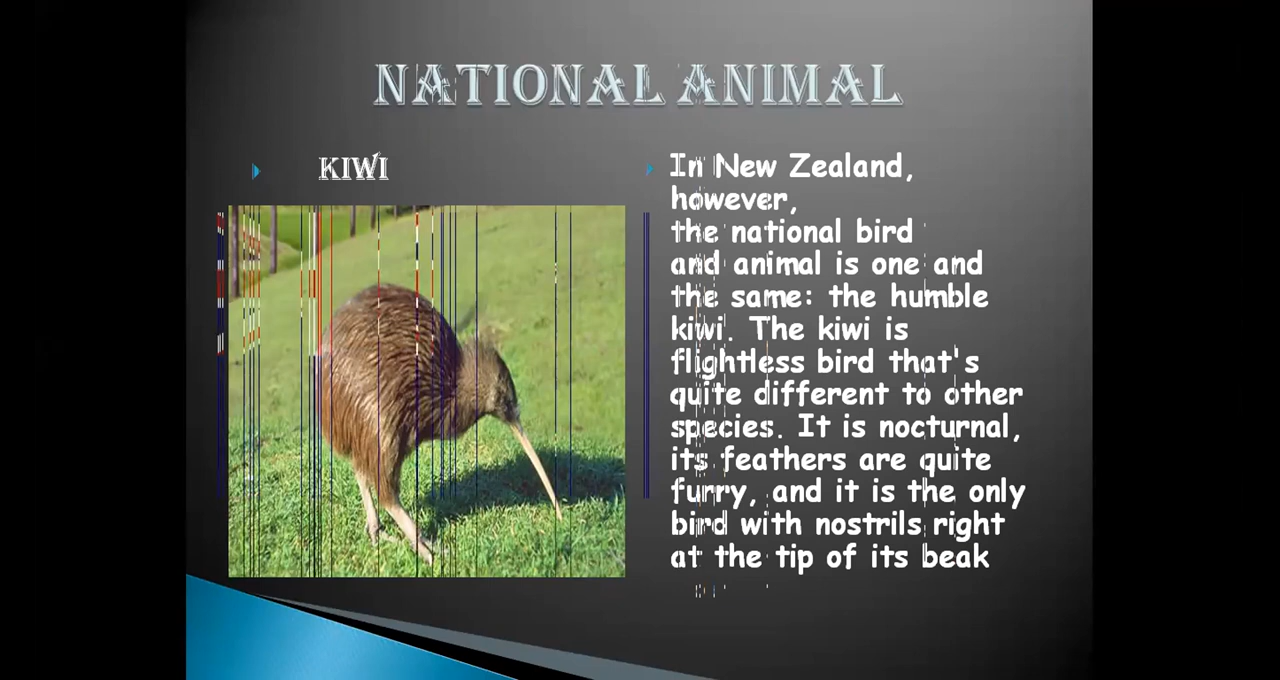 NATIONAL ANIMAL
KIWI
In New Zealand,
however,
the national bird
and animal is one and
the same: the humble
kiwi. The kiwi is
flightless bird that's
quite different to other
species. It is nocturnal,
its feathers are quite
furry, and it is the only
bird with nostrils right
at the tip of its beak